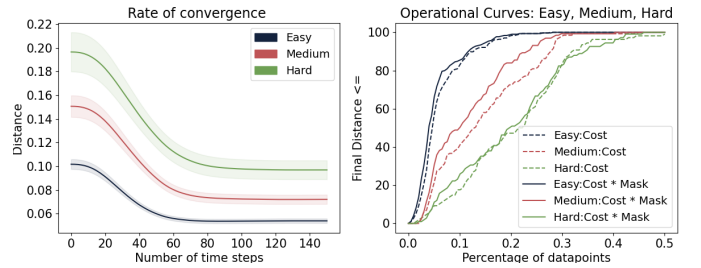 Rate of convergence
0.22
0.20
0.18
0.16
0.14
0.12
0.10
0.08
0.06
Distance
Easy
Medium
Hard
0 20 40 60 80 100 120 140
Number of time steps
Operational Curves: Easy, Medium, Hard
100
80
60
40
20
0
Final Distance <=
Easy:Cost
Medium:Cost
Hard:Cost
Easy:Cost * Mask
Medium:Cost * Mask
Hard:Cost * Mask
0.0 0.1 0.2 0.3 0.4 0.5
Percentage of datapoints